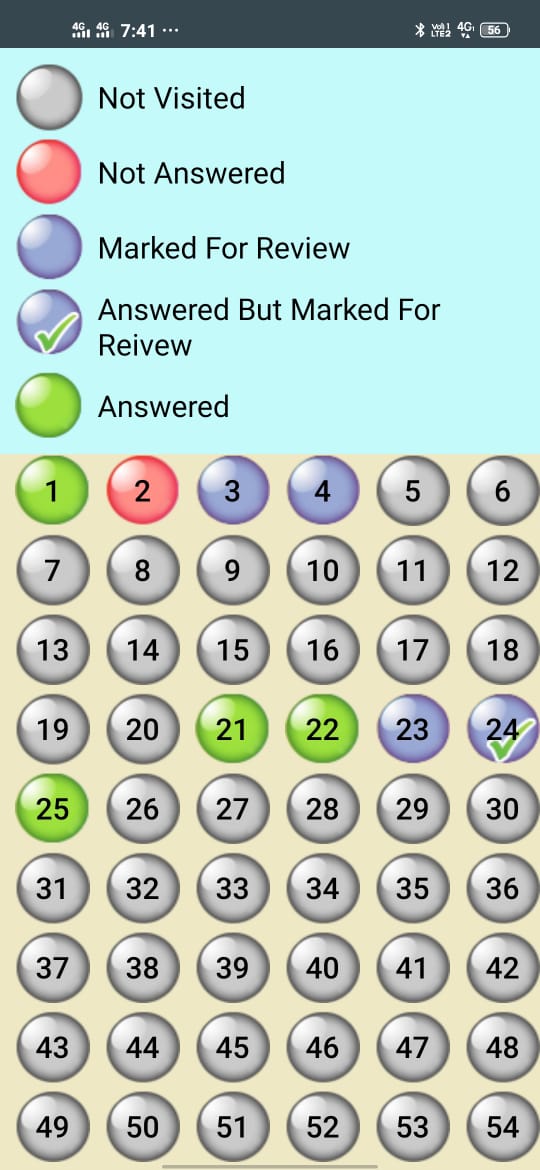 4G 4G 7:41 ... 4G 56
Not Visited
Not Answered
Marked For Review
Answered But Marked For
Reivew
Answered
1 2 3 4 5 6
7 8 9 10 11 12
13 14 15 16 17 18
19 20 21 22 23 24
25 26 27 28 29 30
31 32 33 34 35 36
37 38 39 40 41 42
43 44 45 46 47 48
49 50 51 52 53 54